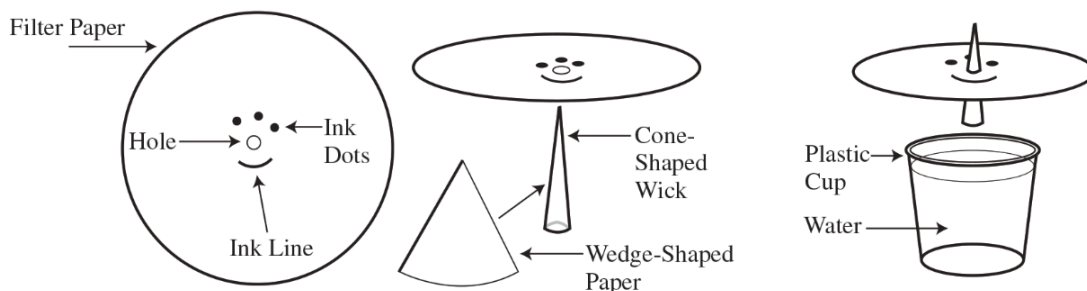 Filter Paper
Hole
Ink
Dots
Ink Line
Cone-
Shaped
Wick
Wedge-Shaped
Paper
Plastic
Cup
Water